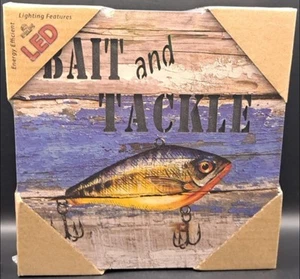 Lighting Features
LED
Energy Efficient
BAIT and
TACKLE